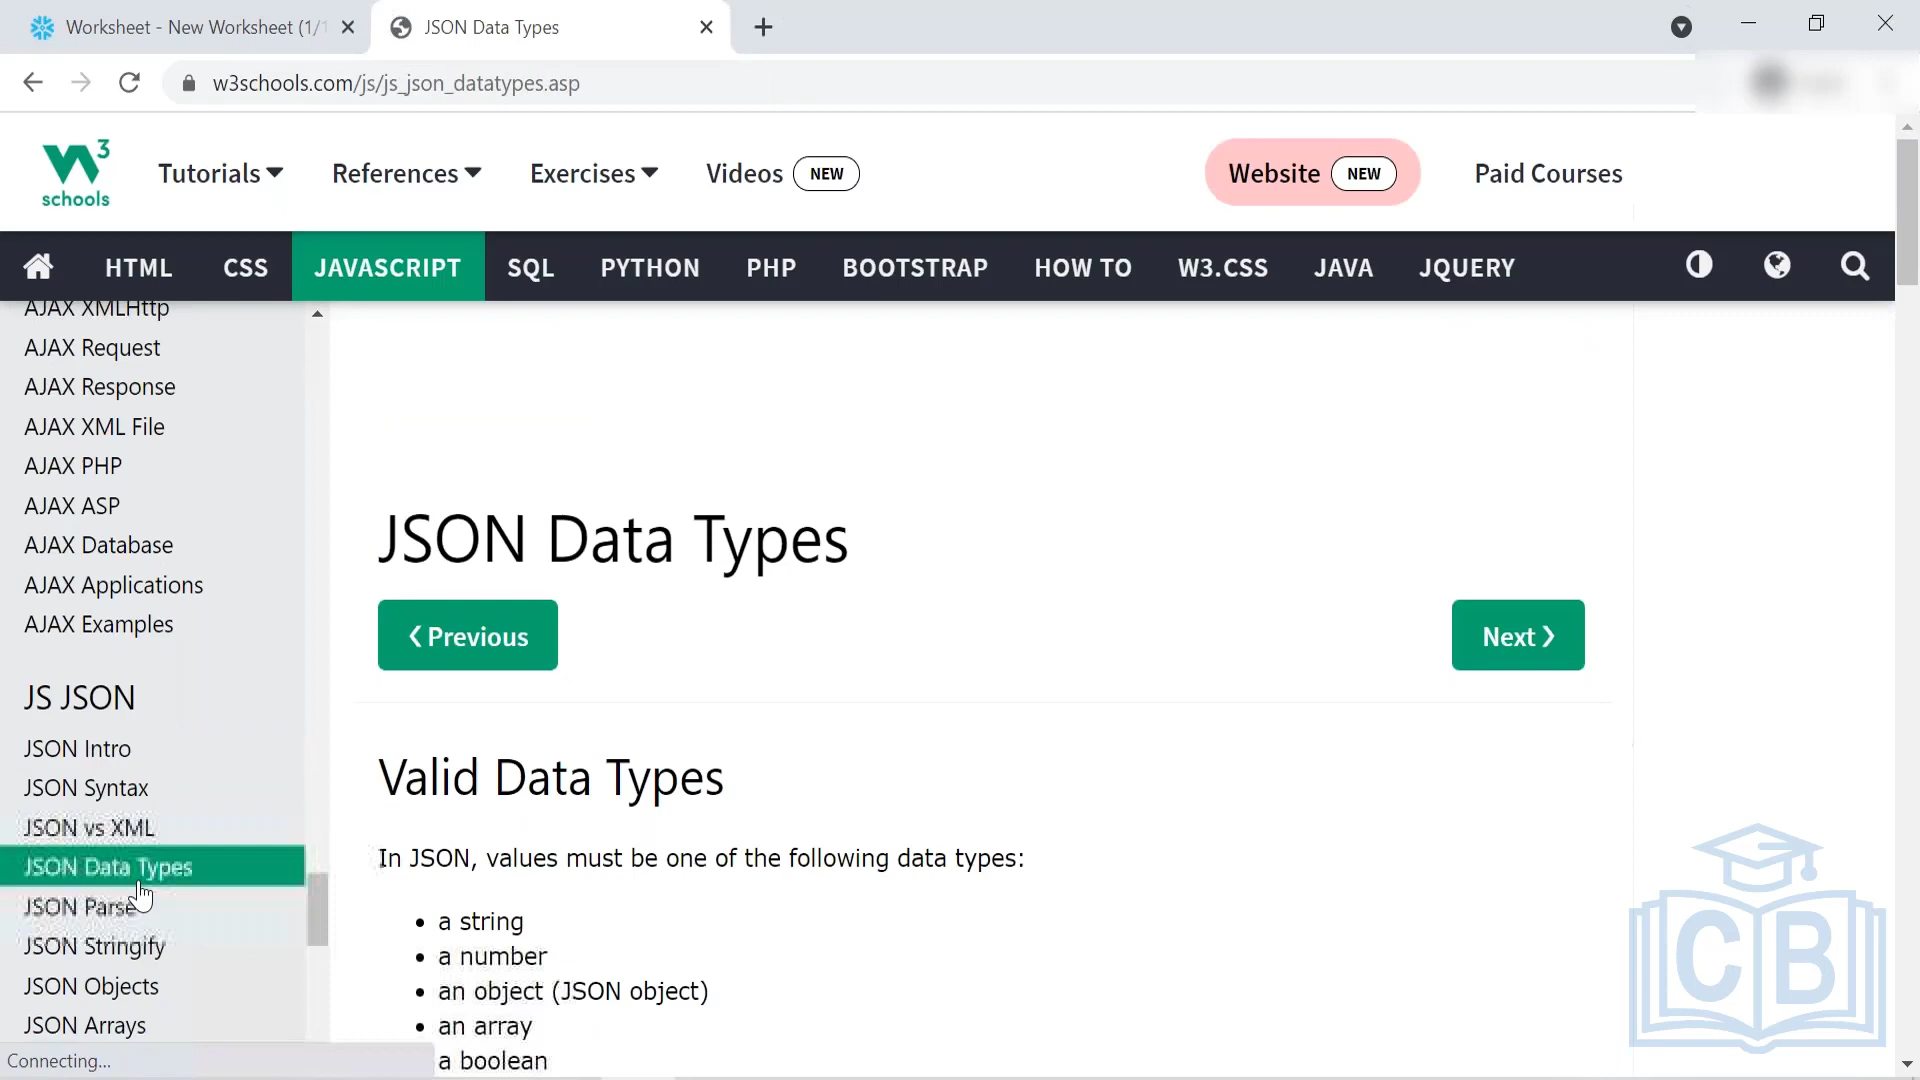 Worksheet - New Worksheet (1/1
JSON Data Types
w3schools.com/js/js_json_datatypes.asp
W3 schools
Tutorials
References
Exercises
Videos NEW
Website NEW
Paid Courses
HTML CSS JAVASCRIPT SQL PYTHON PHP BOOTSTRAP HOW TO W3.CSS JAVA JQUERY
AJAX XMLHttp
AJAX Request
AJAX Response
AJAX XML File
AJAX PHP
AJAX ASP
AJAX Database
AJAX Applications
AJAX Examples
JS JSON
JSON Intro
JSON Syntax
JSON vs XML
JSON Data Types
JSON Parse
JSON Stringify
JSON Objects
JSON Arrays
Connecting...
JSON Data Types
❮ Previous
Next ❯
Valid Data Types
In JSON, values must be one of the following data types:
• a string
• a number
• an object (JSON object)
• an array
a boolean
CB